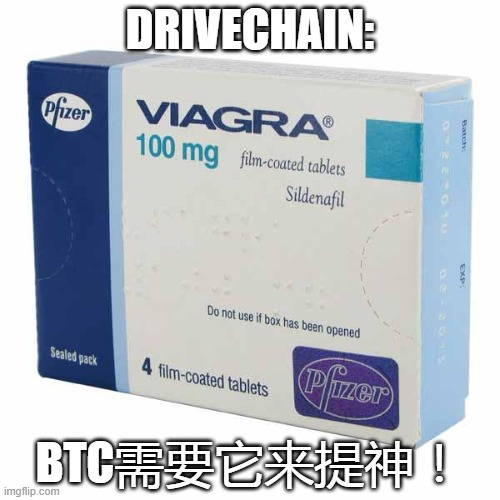 DRIVECHAIN:
Pfizer
VIAGRA®
100 mg film-coated tablets
Sildenafil
Batch:
EXP:
Do not use if box has been opened
Sealed pack
4 film-coated tablets
Pfizer
BTC需要它来提神！
imgflip.com